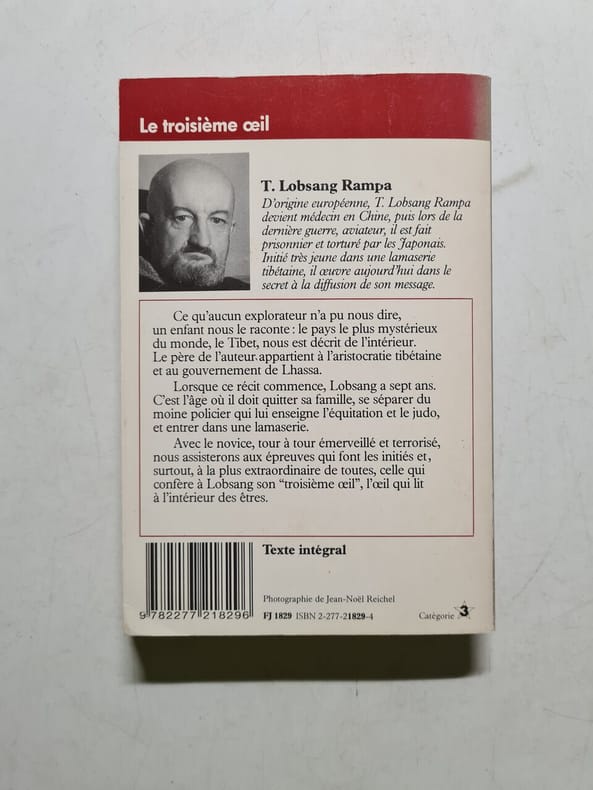 Le troisième œil
T. Lobsang Rampa
D'origine européenne, T. Lobsang Rampa
devient médecin en Chine, puis lors de la
dernière guerre, aviateur, il est fait
prisonnier et torturé par les Japonais.
Initié très jeune dans une lamaserie
tibétaine, il œuvre aujourd'hui dans le
secret à la diffusion de son message.
Ce qu'aucun explorateur n'a pu nous dire,
un enfant nous le raconte : le pays le plus mystérieux
du monde, le Tibet, nous est décrit de l'intérieur.
Le père de l'auteur appartient à l'aristocratie tibétaine
et au gouvernement de Lhassa.
Lorsque ce récit commence, Lobsang a sept ans.
C'est l'âge où il doit quitter sa famille, se séparer du
moine policier qui lui enseigne l'équitation et le judo,
et entrer dans une lamaserie.
Avec le novice, tour à tour émerveillé et terrorisé,
nous assisterons aux épreuves qui font les initiés et,
surtout, à la plus extraordinaire de toutes, celle qui
confère à Lobsang son "troisième œil", l'œil qui lit
à l'intérieur des êtres.
Texte intégral
Photographie de Jean-Noël Reichel
9 782277 218296
FJ 1829 ISBN 2-277-21829-4
Catégorie 3